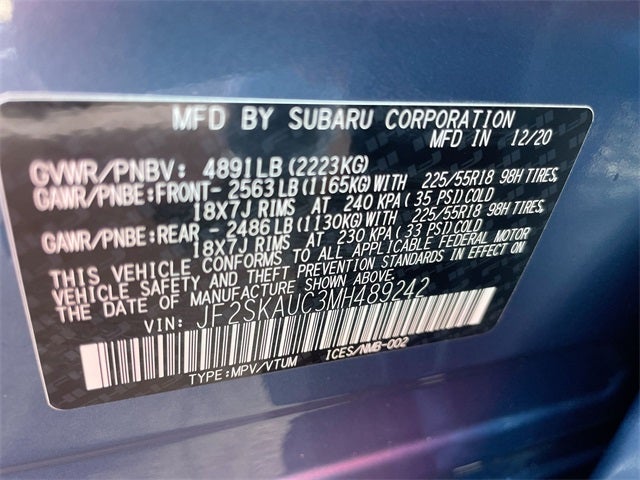 MFD BY SUBARU CORPORATION
MFD IN 12/20
GVWR/PNBV: 4891LB (2223KG)
GAWR/PNBE:FRONT- 2563LB (1165KG)WITH 225/55R18 98H TIRES,
18X7J RIMS AT 240 KPA (35 PSI)COLD
GAWR/PNBE:REAR - 2486LB (1130KG)WITH 225/55R18 98H TIRES,
18X7J RIMS AT 230 KPA (33 PSI)COLD
THIS VEHICLE CONFORMS TO ALL APPLICABLE FEDERAL MOTOR
VEHICLE SAFETY AND THEFT PREVENTION STANDARDS IN EFFECT ON
THE DATE OF MANUFACTURE SHOWN ABOVE.
VIN: JF2SKAUC3MH489242
TYPE:MPV/VTUM ICES/NMB-002